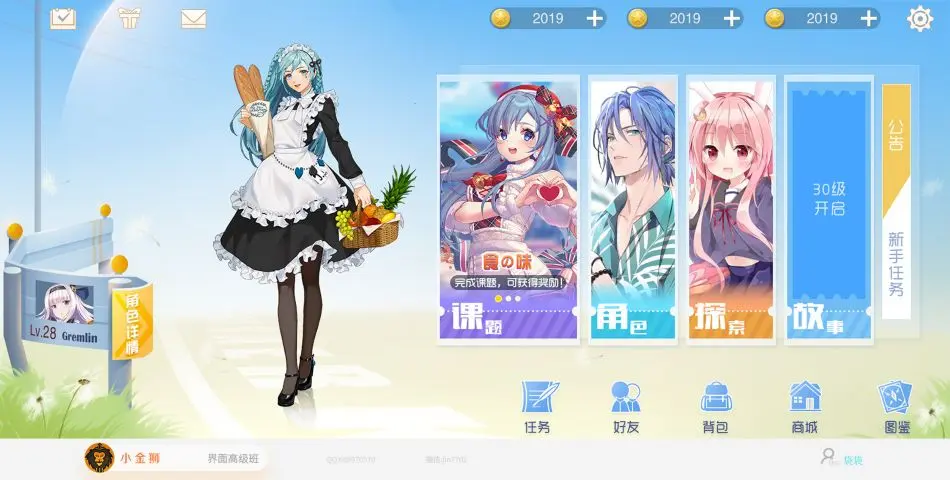 2019
2019
2019
公告
新手任务
30级
开启
食の味
完成课题，可获得奖励！
课题
角色
探索
故事
Lv.28 Gremlin
角色详情
任务
好友
背包
商城
图鉴
小金狮
界面高级班
袋袋